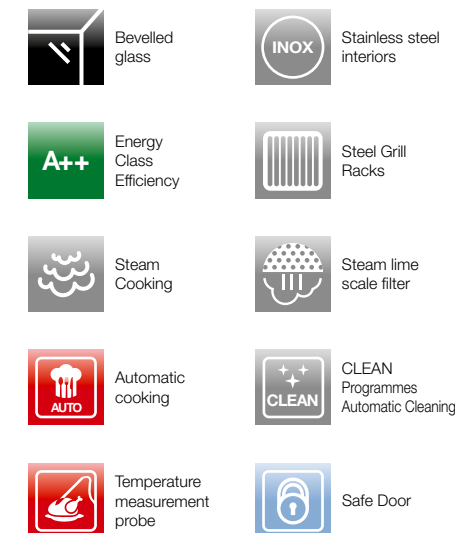 Bevelled
glass
INOX
Stainless steel
interiors
A++
Energy
Class
Efficiency
Steel Grill
Racks
Steam
Cooking
Steam lime
scale filter
AUTO
Automatic
cooking
CLEAN
CLEAN
Programmes
Automatic Cleaning
Temperature
measurement
probe
Safe Door